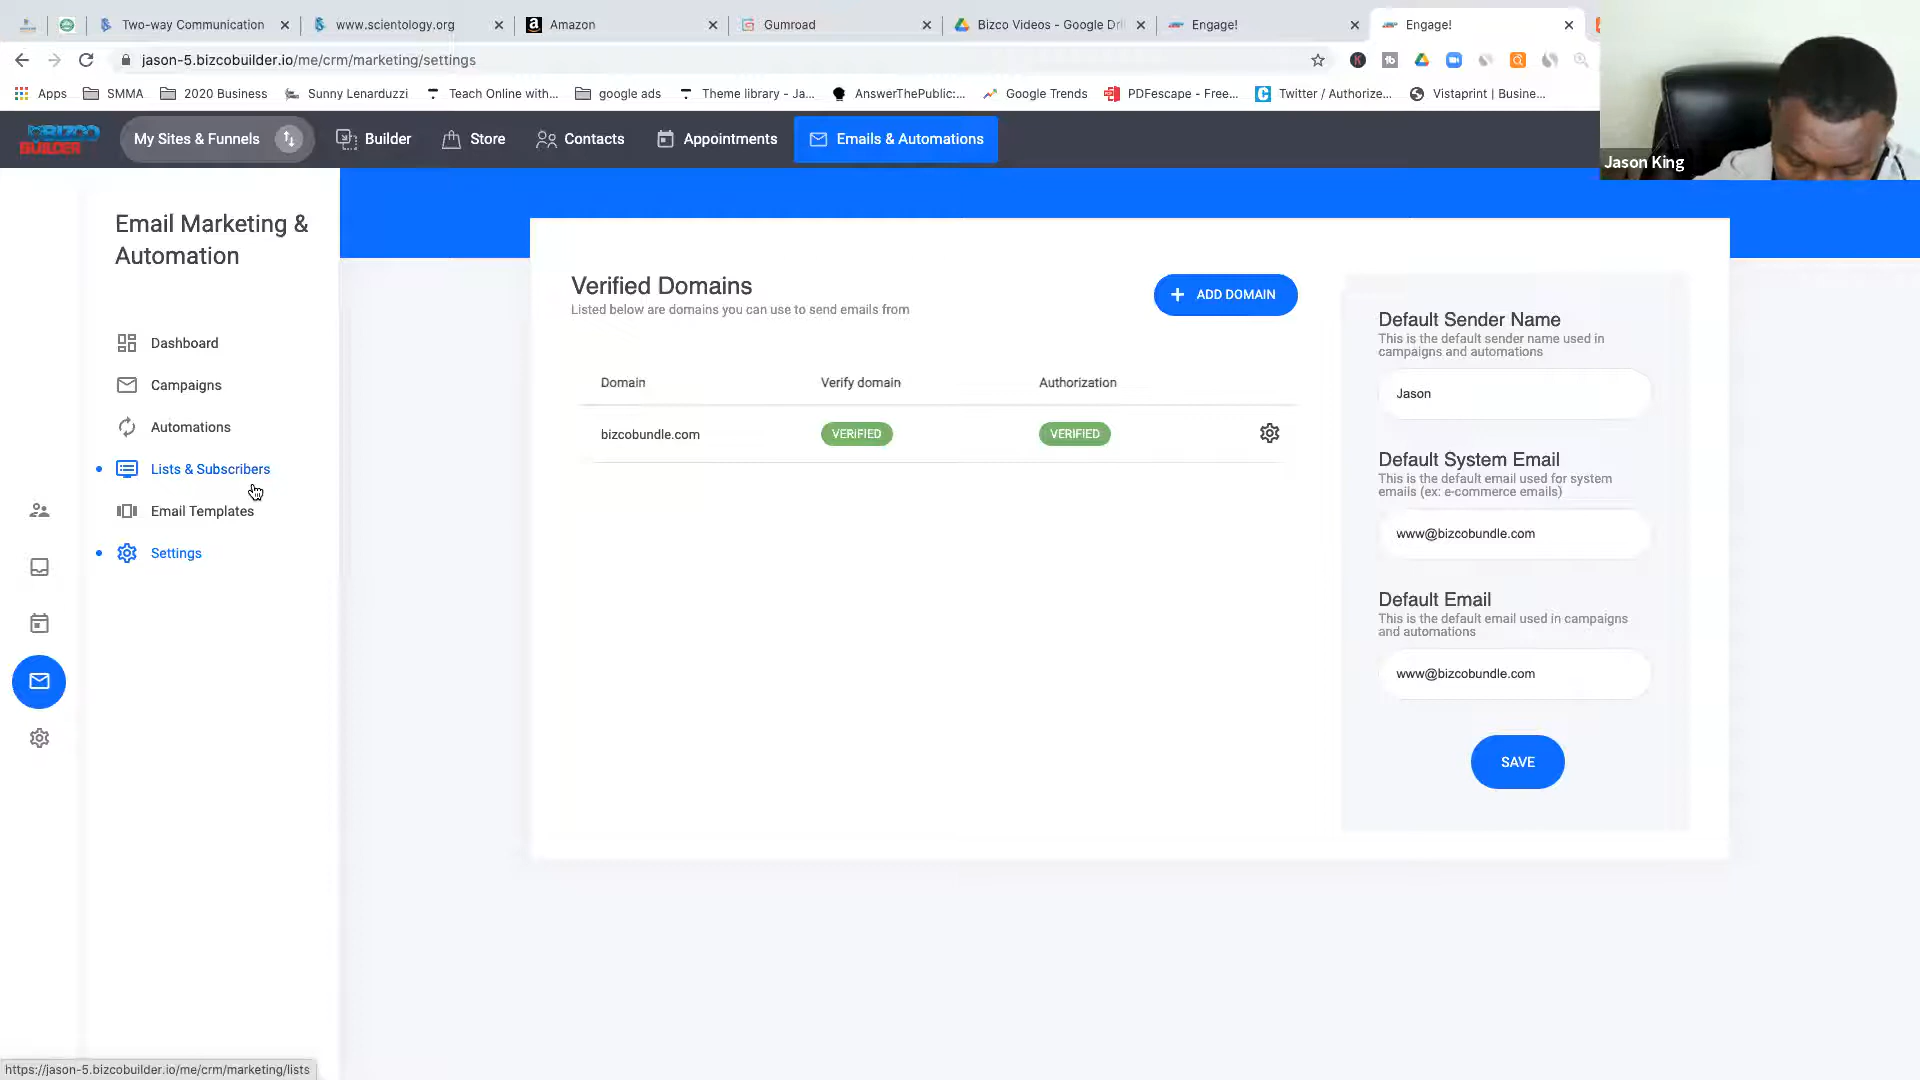 Two-way Communication
www.scientology.org
Amazon
Gumroad
Bizco Videos - Google Dri
Engage!
Engage!
jason-5.bizcobuilder.io/me/crm/marketing/settings
Apps
SMMA
2020 Business
Sunny Lenarduzzi
Teach Online with...
google ads
Theme library - Ja...
AnswerThePublic:...
Google Trends
PDFescape - Free...
Twitter / Authorize...
Vistaprint | Busine...
BIZCO
BUILDER
My Sites & Funnels
Builder
Store
Contacts
Appointments
Emails & Automations
Jason King
Email Marketing &
Automation
Dashboard
Campaigns
Automations
Lists & Subscribers
Email Templates
Settings
Verified Domains
Listed below are domains you can use to send emails from
+ ADD DOMAIN
Domain
Verify domain
Authorization
bizcobundle.com
VERIFIED
VERIFIED
Default Sender Name
This is the default sender name used in
campaigns and automations
Jason
Default System Email
This is the default email used for system
emails (ex: e-commerce emails)
www@bizcobundle.com
Default Email
This is the default email used in campaigns
and automations
www@bizcobundle.com
SAVE
https://jason-5.bizcobuilder.io/me/crm/marketing/lists